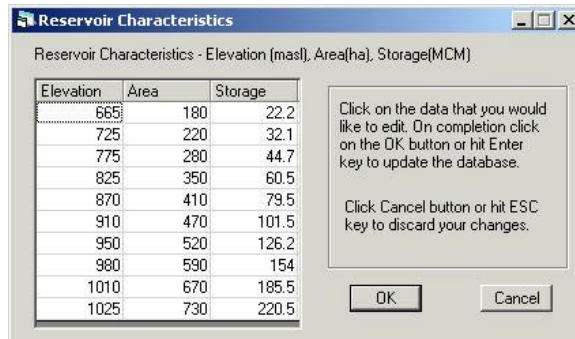 Reservoir Characteristics
Reservoir Characteristics - Elevation (masl), Area(ha), Storage(MCM)
Elevation Area Storage
665 180 22.2
725 220 32.1
775 280 44.7
825 350 60.5
870 410 79.5
910 470 101.5
950 520 126.2
980 590 154
1010 670 185.5
1025 730 220.5
Click on the data that you would
like to edit. On completion click
on the OK button or hit Enter
key to update the database.
Click Cancel button or hit ESC
key to discard your changes.
OK Cancel